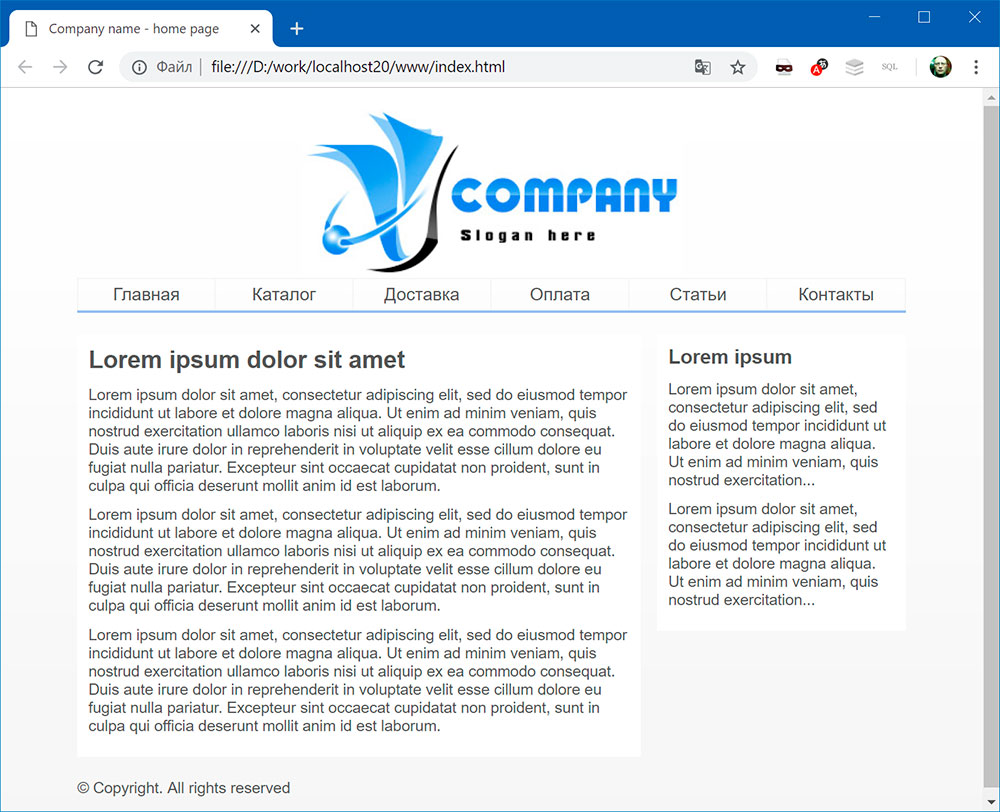 Company name - home page
Файл | file:///D:/work/localhost20/www/index.html
SQL
COMPANY
Slogan here
Главная Каталог Доставка Оплата Статьи Контакты
Lorem ipsum dolor sit amet
Lorem ipsum dolor sit amet, consectetur adipiscing elit, sed do eiusmod tempor
incididunt ut labore et dolore magna aliqua. Ut enim ad minim veniam, quis
nostrud exercitation ullamco laboris nisi ut aliquip ex ea commodo consequat.
Duis aute irure dolor in reprehenderit in voluptate velit esse cillum dolore eu
fugiat nulla pariatur. Excepteur sint occaecat cupidatat non proident, sunt in
culpa qui officia deserunt mollit anim id est laborum.
Lorem ipsum dolor sit amet, consectetur adipiscing elit, sed do eiusmod tempor
incididunt ut labore et dolore magna aliqua. Ut enim ad minim veniam, quis
nostrud exercitation ullamco laboris nisi ut aliquip ex ea commodo consequat.
Duis aute irure dolor in reprehenderit in voluptate velit esse cillum dolore eu
fugiat nulla pariatur. Excepteur sint occaecat cupidatat non proident, sunt in
culpa qui officia deserunt mollit anim id est laborum.
Lorem ipsum dolor sit amet, consectetur adipiscing elit, sed do eiusmod tempor
incididunt ut labore et dolore magna aliqua. Ut enim ad minim veniam, quis
nostrud exercitation ullamco laboris nisi ut aliquip ex ea commodo consequat.
Duis aute irure dolor in reprehenderit in voluptate velit esse cillum dolore eu
fugiat nulla pariatur. Excepteur sint occaecat cupidatat non proident, sunt in
culpa qui officia deserunt mollit anim id est laborum.
Lorem ipsum
Lorem ipsum dolor sit amet,
consectetur adipiscing elit, sed
do eiusmod tempor incididunt ut
labore et dolore magna aliqua.
Ut enim ad minim veniam, quis
nostrud exercitation...
Lorem ipsum dolor sit amet,
consectetur adipiscing elit, sed
do eiusmod tempor incididunt ut
labore et dolore magna aliqua.
Ut enim ad minim veniam, quis
nostrud exercitation...
© Copyright. All rights reserved